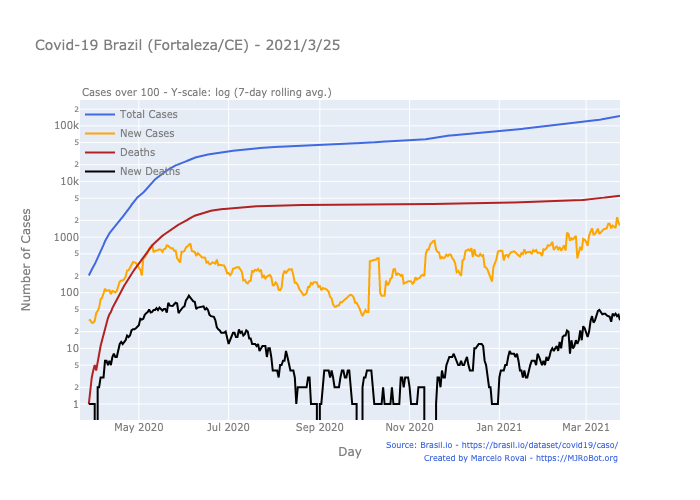 Covid-19 Brazil (Fortaleza/CE) - 2021/3/25
Cases over 100 - Y-scale: log (7-day rolling avg.)
Total Cases
New Cases
Deaths
New Deaths
Number of Cases
2
100k
5
2
10k
5
2
1000
5
2
100
5
2
10
5
2
1
May 2020
Jul 2020
Sep 2020
Nov 2020
Jan 2021
Mar 2021
Day
Source: Brasil.io - https://brasil.io/dataset/covid19/caso/
Created by Marcelo Rovai - https://MJRoBot.org